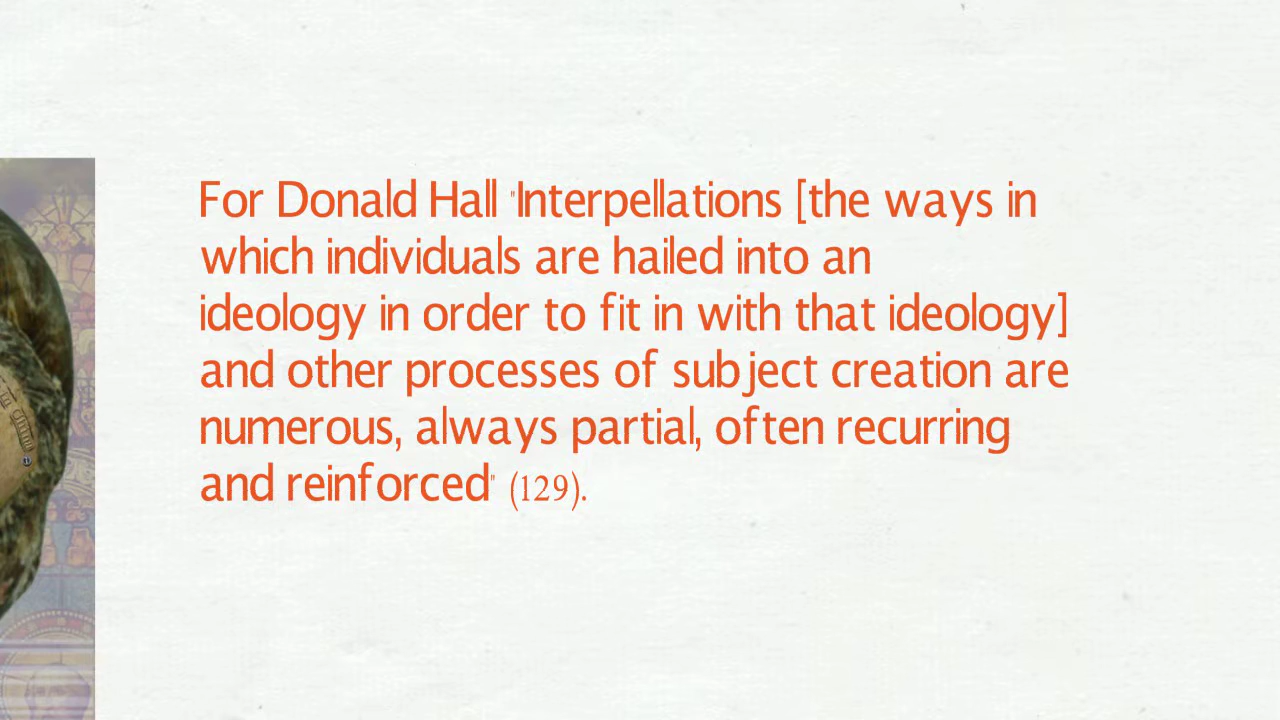 For Donald Hall "Interpellations [the ways in
which individuals are hailed into an
ideology in order to fit in with that ideology]
and other processes of subject creation are
numerous, always partial, often recurring
and reinforced" (129).